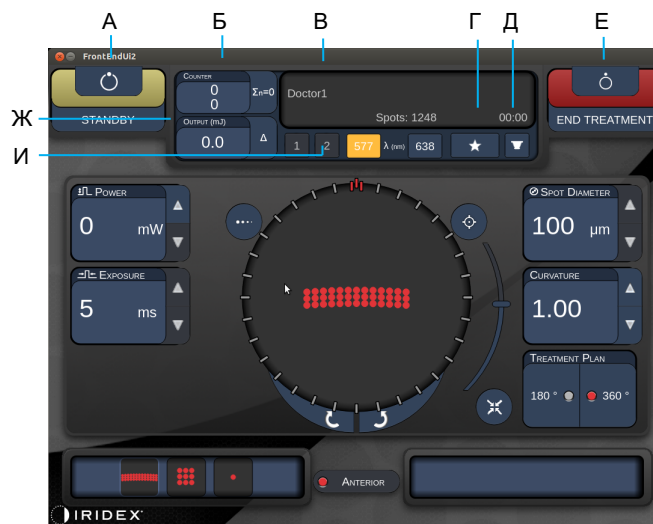 А
Б
В
Г
Д
Е
Ж
И
FrontEndUi2
STANDBY
COUNTER
0
0
Σn=0
OUTPUT (mJ)
0.0
Δ
Doctor1
Spots: 1248
00:00
1
2
577
λ (nm)
638
END TREATMENT
POWER
0
mW
EXPOSURE
5
ms
SPOT DIAMETER
100
μm
CURVATURE
1.00
TREATMENT PLAN
180 °
360 °
ANTERIOR
IRIDEX